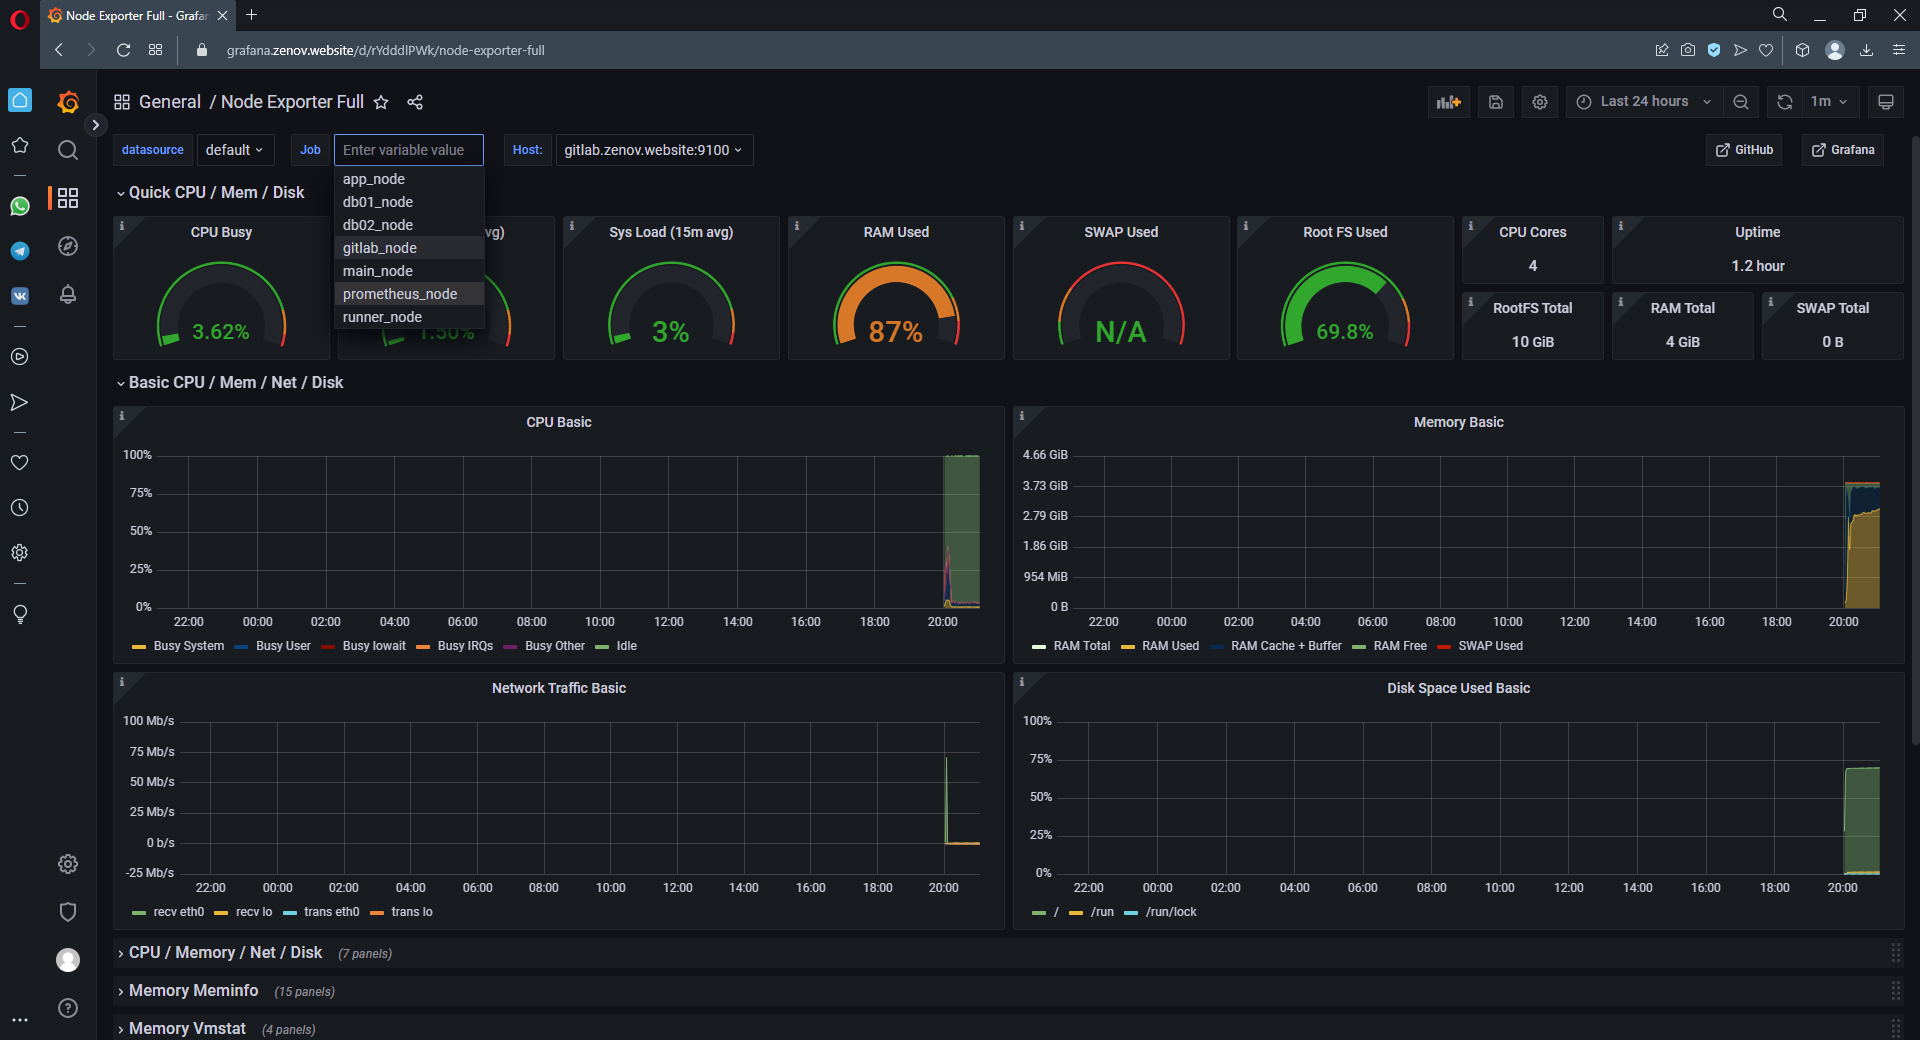 Node Exporter Full - Grafan
grafana.zenov.website/d/rYdddlPWk/node-exporter-full
General / Node Exporter Full
Last 24 hours
1m
datasource default
Job Enter variable value
Host: gitlab.zenov.website:9100
GitHub
Grafana
app_node
db01_node
db02_node
gitlab_node
main_node
prometheus_node
runner_node
Quick CPU / Mem / Disk
CPU Busy
3.62%
vg)
1.50%
Sys Load (15m avg)
3%
RAM Used
87%
SWAP Used
N/A
Root FS Used
69.8%
CPU Cores
4
Uptime
1.2 hour
RootFS Total
10 GiB
RAM Total
4 GiB
SWAP Total
0 B
Basic CPU / Mem / Net / Disk
CPU Basic
100%
75%
50%
25%
0%
22:00 00:00 02:00 04:00 06:00 08:00 10:00 12:00 14:00 16:00 18:00 20:00
Busy System Busy User Busy Iowait Busy IRQs Busy Other Idle
Memory Basic
4.66 GiB
3.73 GiB
2.79 GiB
1.86 GiB
954 MiB
0 B
22:00 00:00 02:00 04:00 06:00 08:00 10:00 12:00 14:00 16:00 18:00 20:00
RAM Total RAM Used RAM Cache + Buffer RAM Free SWAP Used
Network Traffic Basic
100 Mb/s
75 Mb/s
50 Mb/s
25 Mb/s
0 b/s
-25 Mb/s
22:00 00:00 02:00 04:00 06:00 08:00 10:00 12:00 14:00 16:00 18:00 20:00
recv eth0 recv lo trans eth0 trans lo
Disk Space Used Basic
100%
75%
50%
25%
0%
22:00 00:00 02:00 04:00 06:00 08:00 10:00 12:00 14:00 16:00 18:00 20:00
/ /run /run/lock
CPU / Memory / Net / Disk (7 panels)
Memory Meminfo (15 panels)
Memory Vmstat (4 panels)